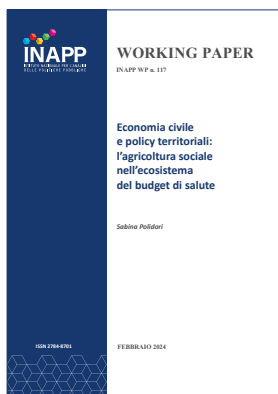 INAPP
ISTITUTO NAZIONALE PER L'ANALISI
DELLE POLITICHE PUBBLICHE
WORKING PAPER
INAPP WP n. 117
Economia civile
e policy territoriali:
l'agricoltura sociale
nell'ecosistema
del budget di salute
Sabina Polidori
ISSN 2784-8701
FEBBRAIO 2024